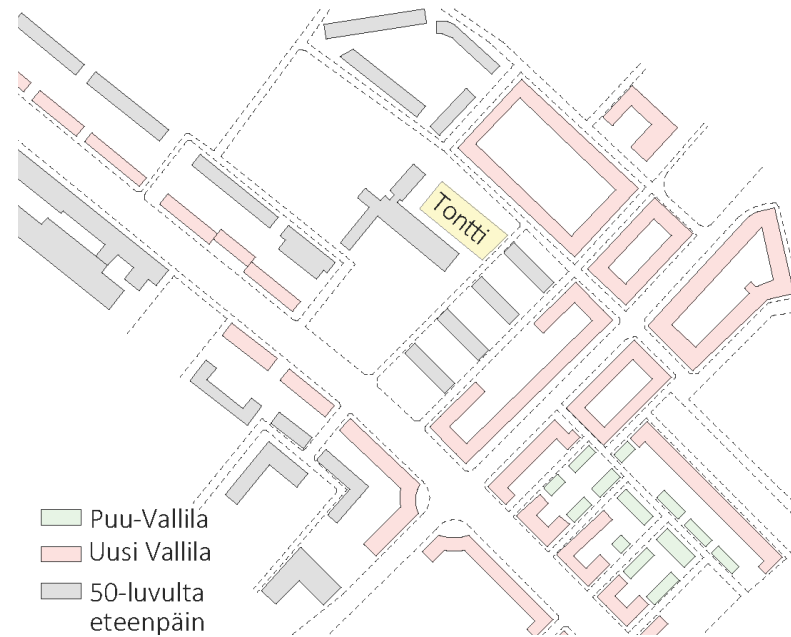 Tontti
Puu-Vallila
Uusi Vallila
50-luvulta
eteenpäin